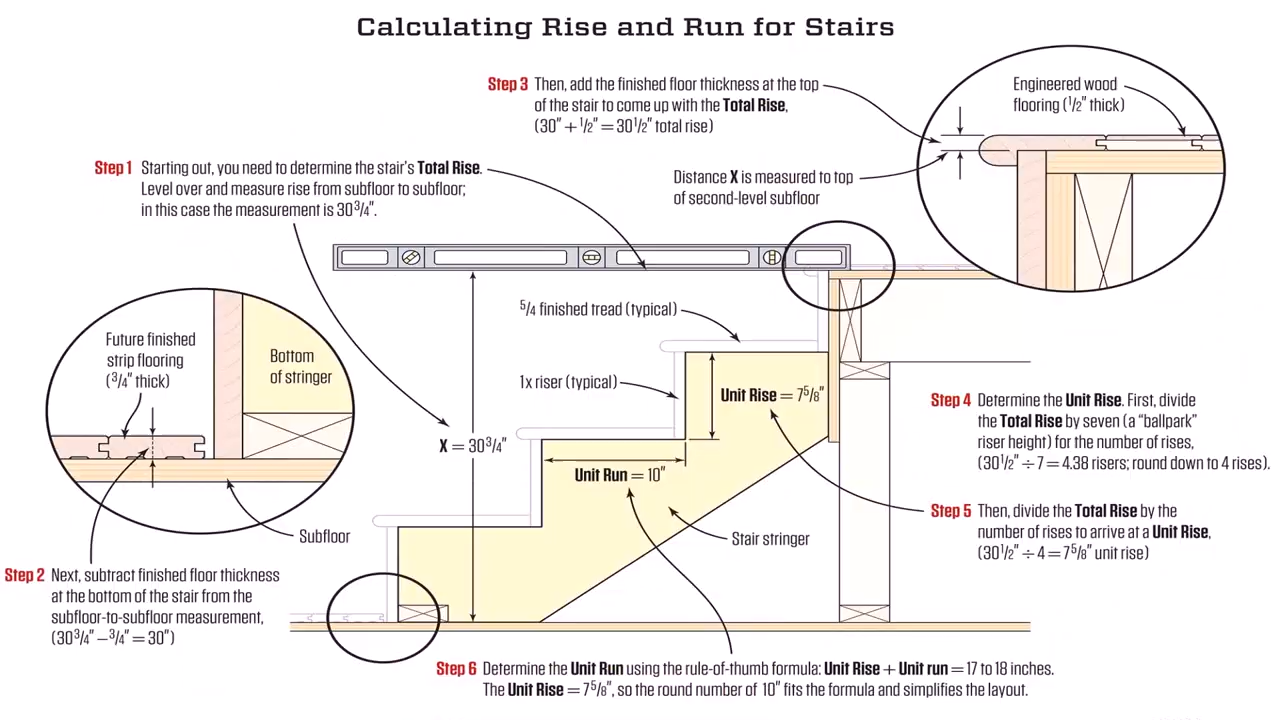 Calculating Rise and Run for Stairs
Step 3 Then, add the finished floor thickness at the top
of the stair to come up with the Total Rise,
(30" + 1/2" = 30 1/2" total rise)
Engineered wood
flooring (1/2" thick)
Step 1 Starting out, you need to determine the stair's Total Rise.
Level over and measure rise from subfloor to subfloor;
in this case the measurement is 30 3/4".
Distance X is measured to top
of second-level subfloor
5/4 finished tread (typical)
Future finished
strip flooring
(3/4" thick)
Bottom
of stringer
1x riser (typical)
Unit Rise = 7 5/8"
X = 30 3/4"
Unit Run = 10"
Step 4 Determine the Unit Rise. First, divide
the Total Rise by seven (a "ballpark"
riser height) for the number of rises,
(30 1/2" ÷ 7 = 4.38 risers; round down to 4 rises).
Subfloor
Stair stringer
Step 5 Then, divide the Total Rise by the
number of rises to arrive at a Unit Rise,
(30 1/2" ÷ 4 = 7 5/8" unit rise)
Step 2 Next, subtract finished floor thickness
at the bottom of the stair from the
subfloor-to-subfloor measurement,
(30 3/4" – 3/4" = 30")
Step 6 Determine the Unit Run using the rule-of-thumb formula: Unit Rise + Unit run = 17 to 18 inches.
The Unit Rise = 7 5/8", so the round number of 10" fits the formula and simplifies the layout.